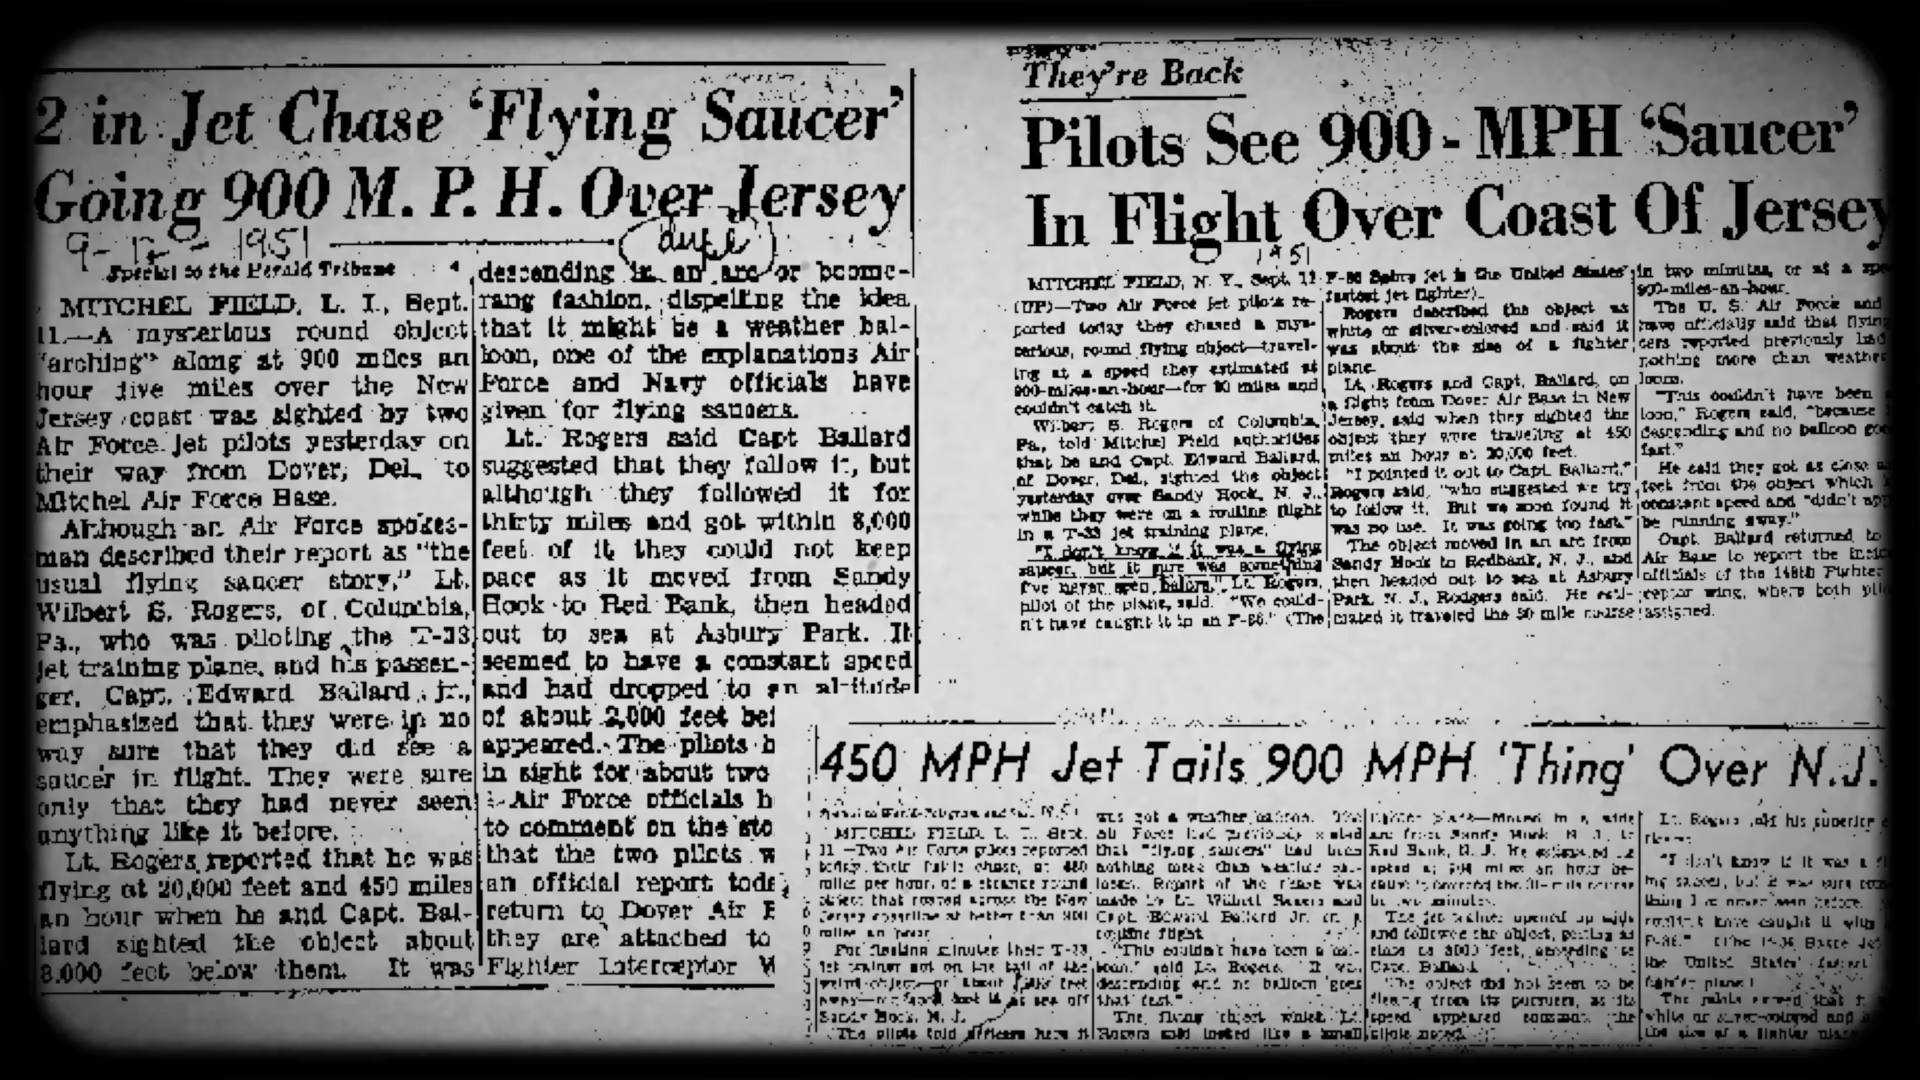 2 in Jet Chase 'Flying Saucer'
Going 900 M. P. H. Over Jersey
9-12-1951
dupe
Special to the Herald Tribune
MITCHEL FIELD, L. I., Sept.
11.—A mysterious round object
"arching" along at 900 miles an
hour five miles over the New
Jersey coast was sighted by two
Air Force jet pilots yesterday on
their way from Dover, Del., to
Mitchel Air Force Base.
Although an Air Force spokes-
man described their report as "the
usual flying saucer story," Lt.
Wilbert S. Rogers, of Columbia,
Pa., who was piloting the T-33
jet training plane, and his passen-
ger, Capt. Edward Ballard jr.,
emphasized that they were in no
way sure that they did see a
saucer in flight. They were sure
only that they had never seen
anything like it before.
Lt. Rogers reported that he was
flying at 20,000 feet and 450 miles
an hour when he and Capt. Bal-
lard sighted the object about
8,000 feet below them. It was
descending in an arc or boome-
rang fashion, dispelling the idea
that it might be a weather bal-
loon, one of the explanations Air
Force and Navy officials have
given for flying saucers.
Lt. Rogers said Capt Ballard
suggested that they follow it, but
although they followed it for
thirty miles and got within 8,000
feet of it they could not keep
pace as it moved from Sandy
Hook to Red Bank, then headed
out to sea at Asbury Park. It
seemed to have a constant speed
and had dropped to an altitude
of about 2,000 feet bef
appeared. The pilots h
in sight for about two
Air Force officials h
to comment on the sto
that the two pilots w
an official report toda
return to Dover Air F
they are attached to
Fighter Interceptor W
They're Back
Pilots See 900-MPH 'Saucer'
In Flight Over Coast Of Jersey
1951
MITCHEL FIELD, N. Y., Sept. 11
(UP)—Two Air Force jet pilots re-
ported today they chased a mys-
terious, round flying object—travel-
ing at a speed they estimated at
900-miles-an-hour—for 30 miles and
couldn't catch it.
Wilbert S. Rogers of Columbia,
Pa., told Mitchel Field authorities
that he and Capt. Edward Ballard,
of Dover, Del., sighted the object
yesterday over Sandy Hook, N. J.,
while they were on a routine flight
in a T-33 jet training plane.
"I don't know if it was a flying
saucer, but it sure was something
I've never seen before," Lt. Rogers,
pilot of the plane, said. "We could-
n't have caught it in an F-86." (The
F-86 Sabre jet is the United States'
fastest jet fighter).
Rogers described the object as
white or silver-colored and said it
was about the size of a fighter
plane.
Lt. Rogers and Capt. Ballard, on
a flight from Dover Air Base in New
Jersey, said when they sighted the
object they were traveling at 450
miles an hour at 20,000 feet.
"I pointed it out to Capt. Ballard,"
Rogers said, "who suggested we try
to follow it. But we soon found it
was no use. It was going too fast."
The object moved in an arc from
Sandy Hook to Redbank, N. J., and
then headed out to sea at Asbury
Park, N. J., Rodgers said. He esti-
mated it traveled the 30 mile course
in two minutes, or at a spe
900-miles-an-hour.
The U. S. Air Force and
have officially said that flying
cers reported previously had
nothing more than weather
loons.
"This couldn't have been
loon," Rogers said, "because
descending and no balloon goe
fast."
He said they got as close a
feet from the object which
constant speed and "didn't app
be running away."
Capt. Ballard returned to
Air Base to report the inci
officials of the 148th Fighter
ceptor wing, where both pilo
assigned.
450 MPH Jet Tails 900 MPH 'Thing' Over N.J.
1951
MITCHEL FIELD, L. I., Sept.
11.—Two Air Force pilots reported
today their futile chase, at 450
miles per hour, of a strange round
object that roared across the New
Jersey coastline at better than 900
miles an hour.
For fleeting minutes their T-33
jet trainer got on the tail of the
weird object
Sandy Hook, N. J.
The pilots told officers here it
was not a weather balloon. The
Air Force had previously stated
that "flying saucers" had been
nothing more than weather bal-
loons. Report of the chase was
made by Lt. Wilbert Rogers and
Capt. Edward Ballard Jr. on a
routine flight.
"This couldn't have been a bal-
loon," said Lt. Rogers. "It was
descending and no balloon goes
that fast."
The flying object which Lt.
Rogers said looked like a small
fighter plane—moved in a wide
arc from Sandy Hook, N. J., to
Red Bank, N. J. He estimated its
speed at 900 miles an hour be-
cause it covered the 30-mile course
in two minutes.
The jet trainer opened up wide
and followed the object, getting as
close as 8000 feet, according to
Capt. Ballard.
"The object did not seem to be
fleeing from its pursuers, as its
speed appeared constant," the
pilots noted.
Lt. Rogers told his superior
"I don't know if it was a fl
ing saucer, but it was sure some
thing I've never seen before.
couldn't have caught it with
F-86." (The F-86 Sabre Jet
the United States' fastest
fighter plane.)
The pilots agreed that it
white or silver-colored and
the size of a fighter plane